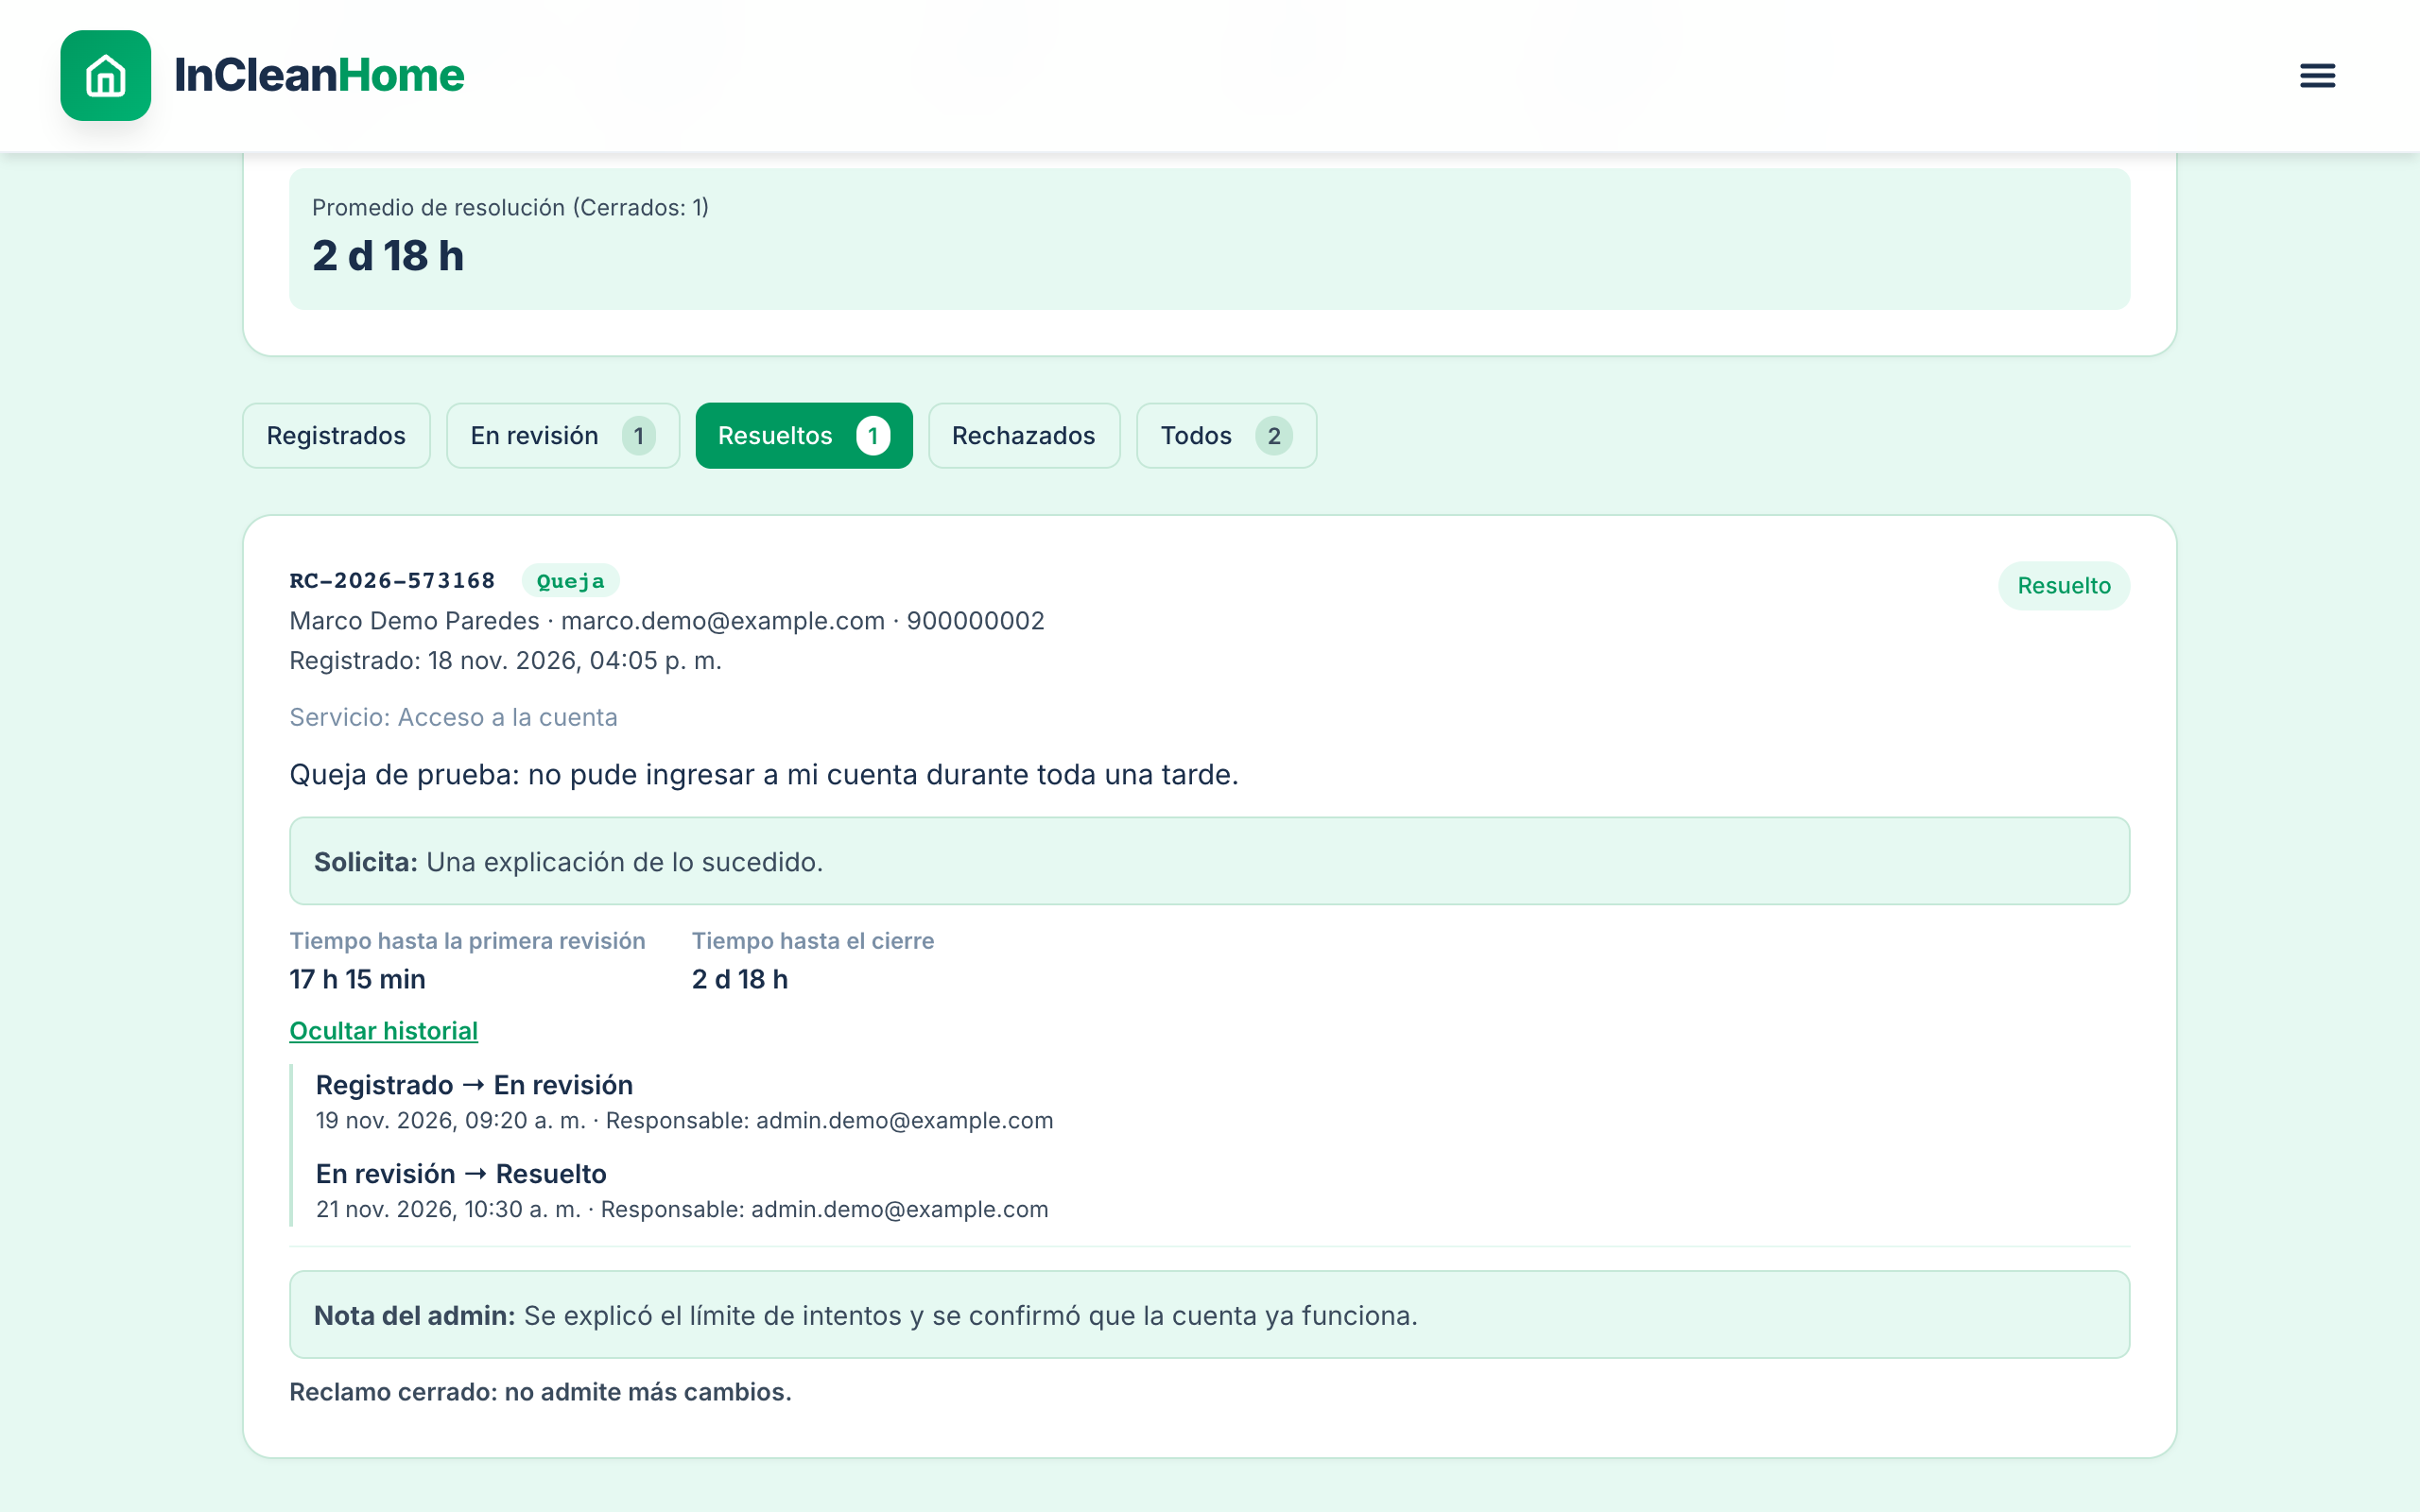 InCleanHome
Promedio de resolución (Cerrados: 1)
2 d 18 h
Registrados
En revisión 1
Resueltos 1
Rechazados
Todos 2
RC-2026-573168 Queja
Resuelto
Marco Demo Paredes · marco.demo@example.com · 900000002
Registrado: 18 nov. 2026, 04:05 p. m.
Servicio: Acceso a la cuenta
Queja de prueba: no pude ingresar a mi cuenta durante toda una tarde.
Solicita: Una explicación de lo sucedido.
Tiempo hasta la primera revisión
17 h 15 min
Tiempo hasta el cierre
2 d 18 h
Ocultar historial
Registrado → En revisión
19 nov. 2026, 09:20 a. m. · Responsable: admin.demo@example.com
En revisión → Resuelto
21 nov. 2026, 10:30 a. m. · Responsable: admin.demo@example.com
Nota del admin: Se explicó el límite de intentos y se confirmó que la cuenta ya funciona.
Reclamo cerrado: no admite más cambios.